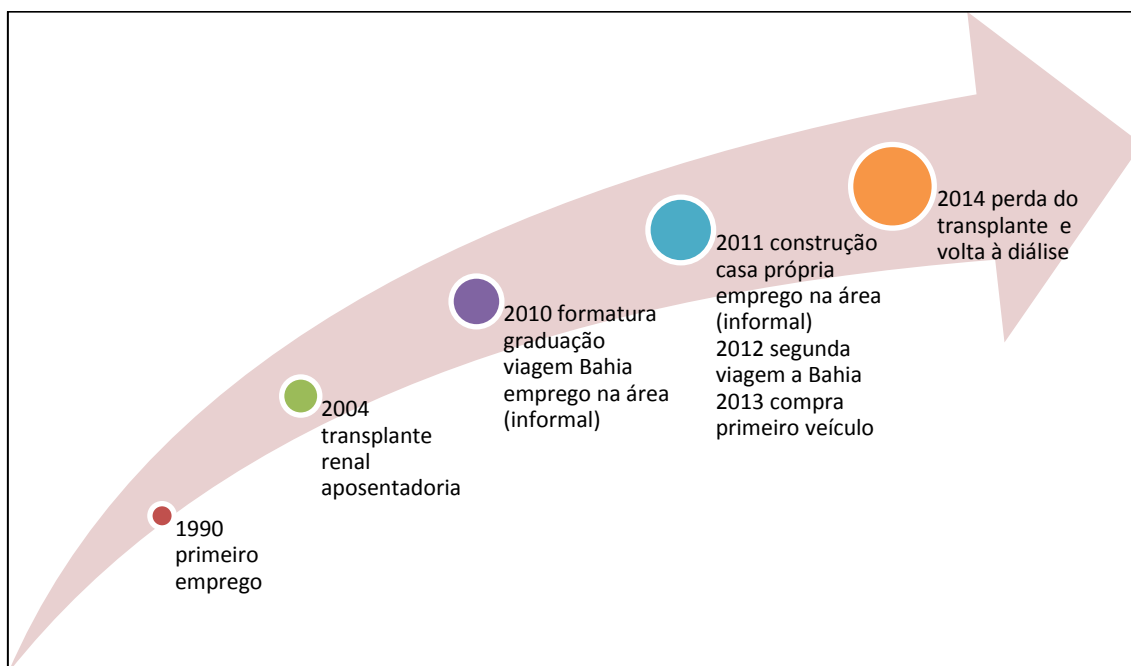 1990
primeiro
emprego
2004
transplante
renal
aposentadoria
2010 formatura
graduação
viagem Bahia
emprego na área
(informal)
2011 construção
casa própria
emprego na área
(informal)
2012 segunda
viagem a Bahia
2013 compra
primeiro veículo
2014 perda do
transplante e
volta à diálise